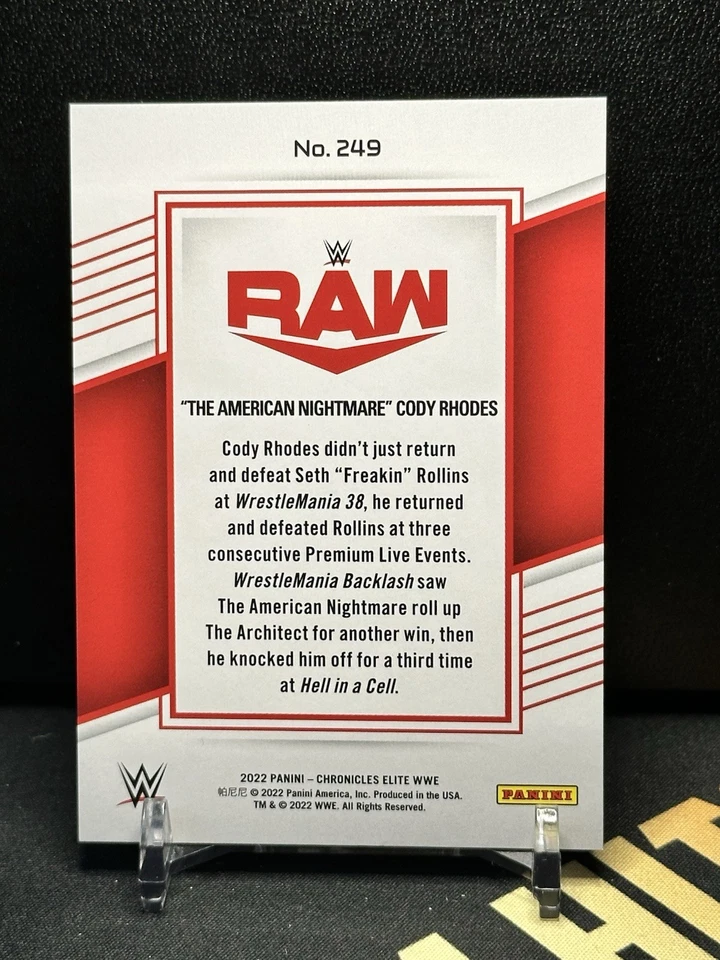 No. 249
W
RAW
"THE AMERICAN NIGHTMARE" CODY RHODES
Cody Rhodes didn't just return
and defeat Seth "Freakin" Rollins
at WrestleMania 38, he returned
and defeated Rollins at three
consecutive Premium Live Events.
WrestleMania Backlash saw
The American Nightmare roll up
The Architect for another win, then
he knocked him off for a third time
at Hell in a Cell.
W
2022 PANINI – CHRONICLES ELITE WWE
帕尼尼 © 2022 Panini America, Inc. Produced in the USA.
TM & © 2022 WWE. All Rights Reserved.
PANINI